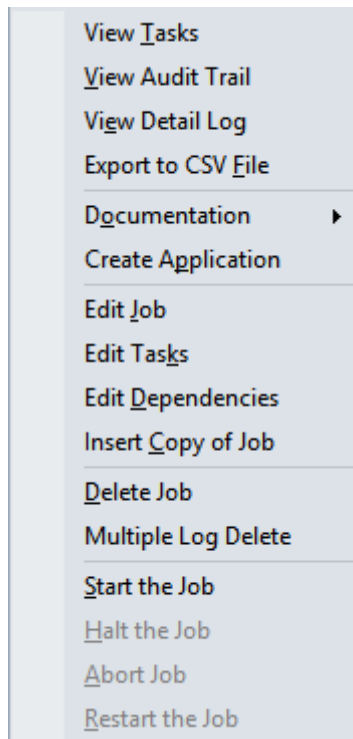 View Tasks
View Audit Trail
View Detail Log
Export to CSV File
Documentation
Create Application
Edit Job
Edit Tasks
Edit Dependencies
Insert Copy of Job
Delete Job
Multiple Log Delete
Start the Job
Halt the Job
Abort Job
Restart the Job